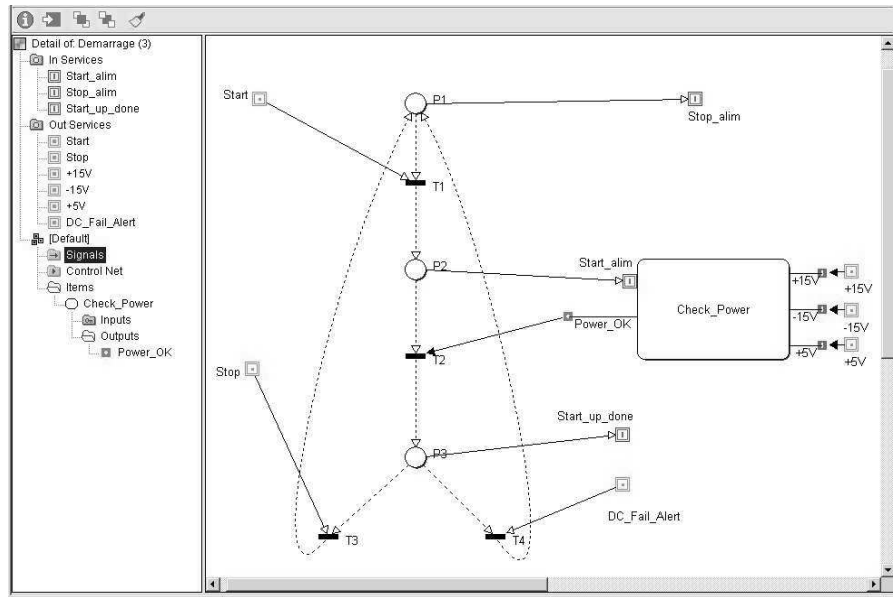 Detail of: Demarrage (3)
In Services
Start_alim
Stop_alim
Start_up_done
Out Services
Start
Stop
+15V
-15V
+5V
DC_Fail_Alert
[Default]
Signals
Control Net
Items
Check_Power
Inputs
Outputs
Power_OK
Start
P1
Stop_alim
T1
P2
Start_alim
Check_Power
+15V
+15V
-15V
-15V
+5V
+5V
Power_OK
T2
Stop
Start_up_done
P3
DC_Fail_Alert
T3
T4